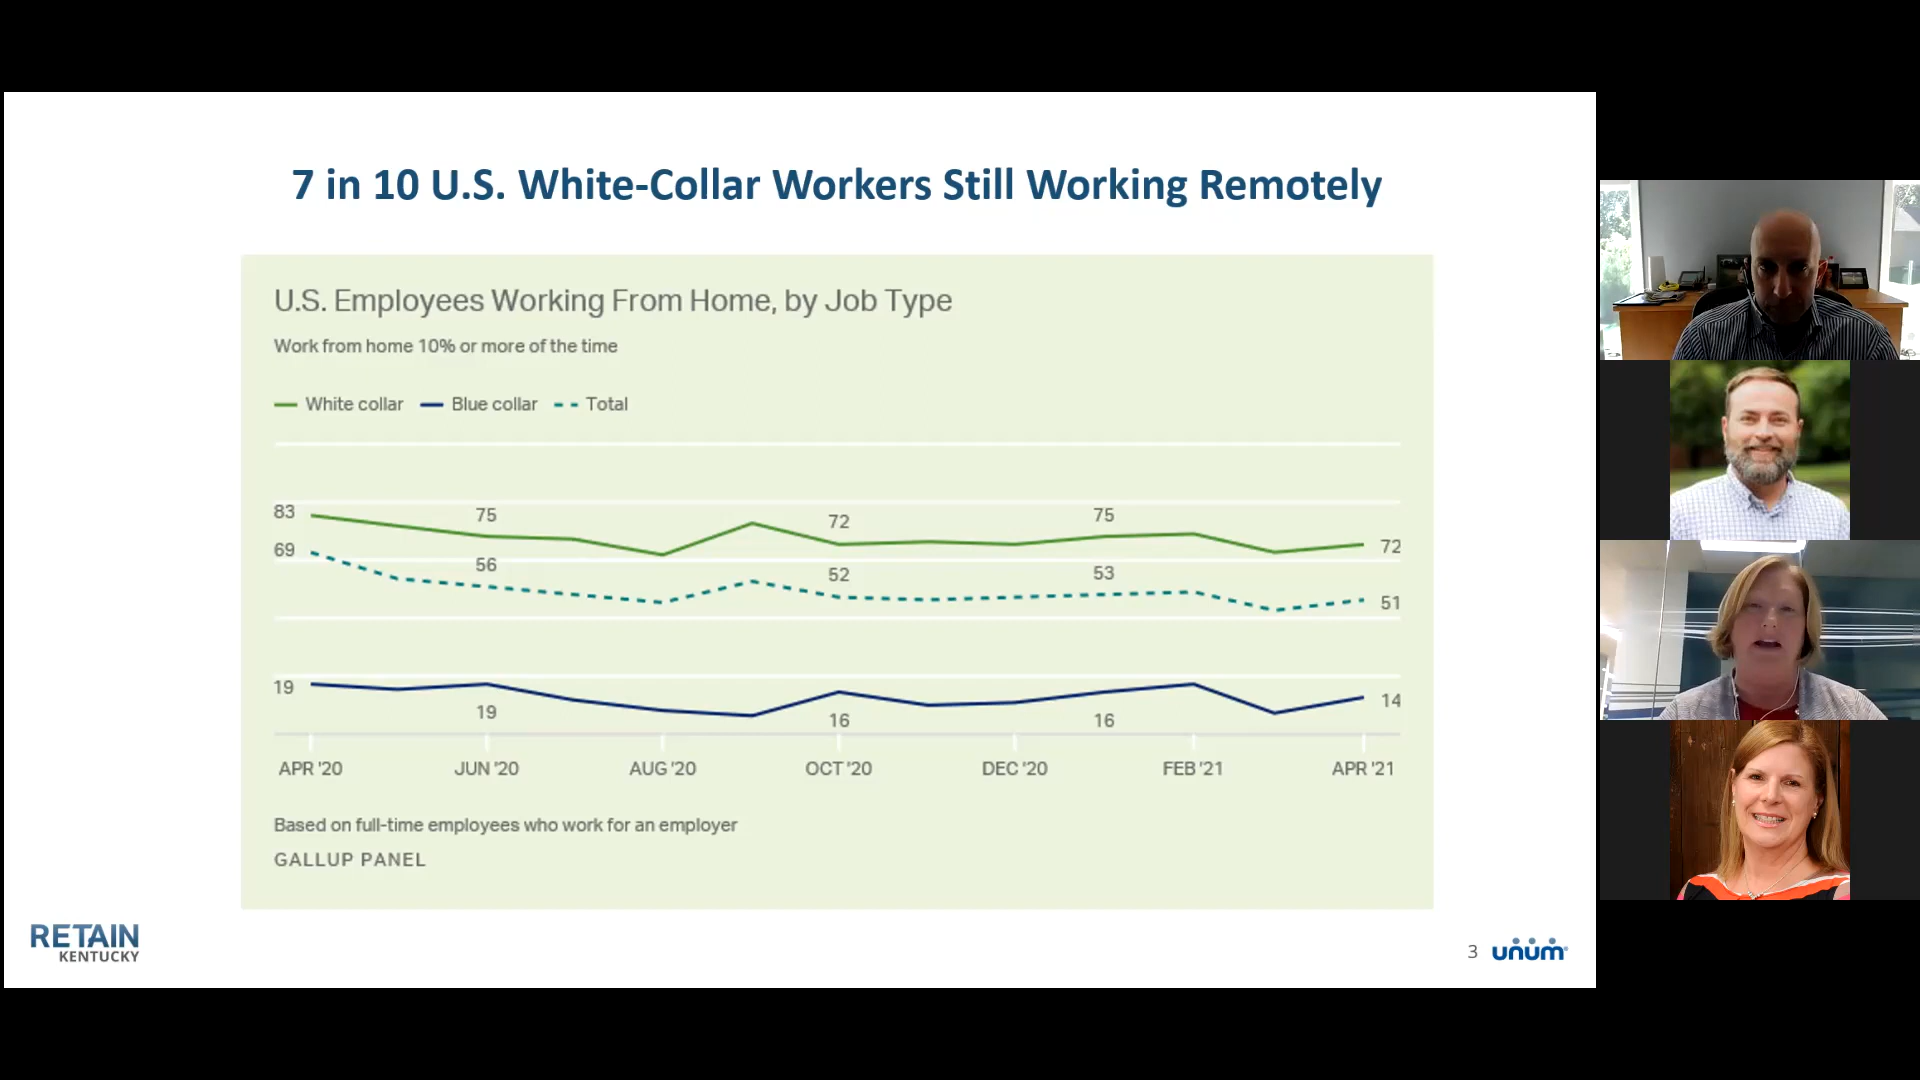 7 in 10 U.S. White-Collar Workers Still Working Remotely
U.S. Employees Working From Home, by Job Type
Work from home 10% or more of the time
White collar Blue collar Total
83 75 72 75 72
69 56 52 53 51
19 19 16 16 14
APR '20 JUN '20 AUG '20 OCT '20 DEC '20 FEB '21 APR '21
Based on full-time employees who work for an employer
GALLUP PANEL
RETAIN
KENTUCKY
3 unum